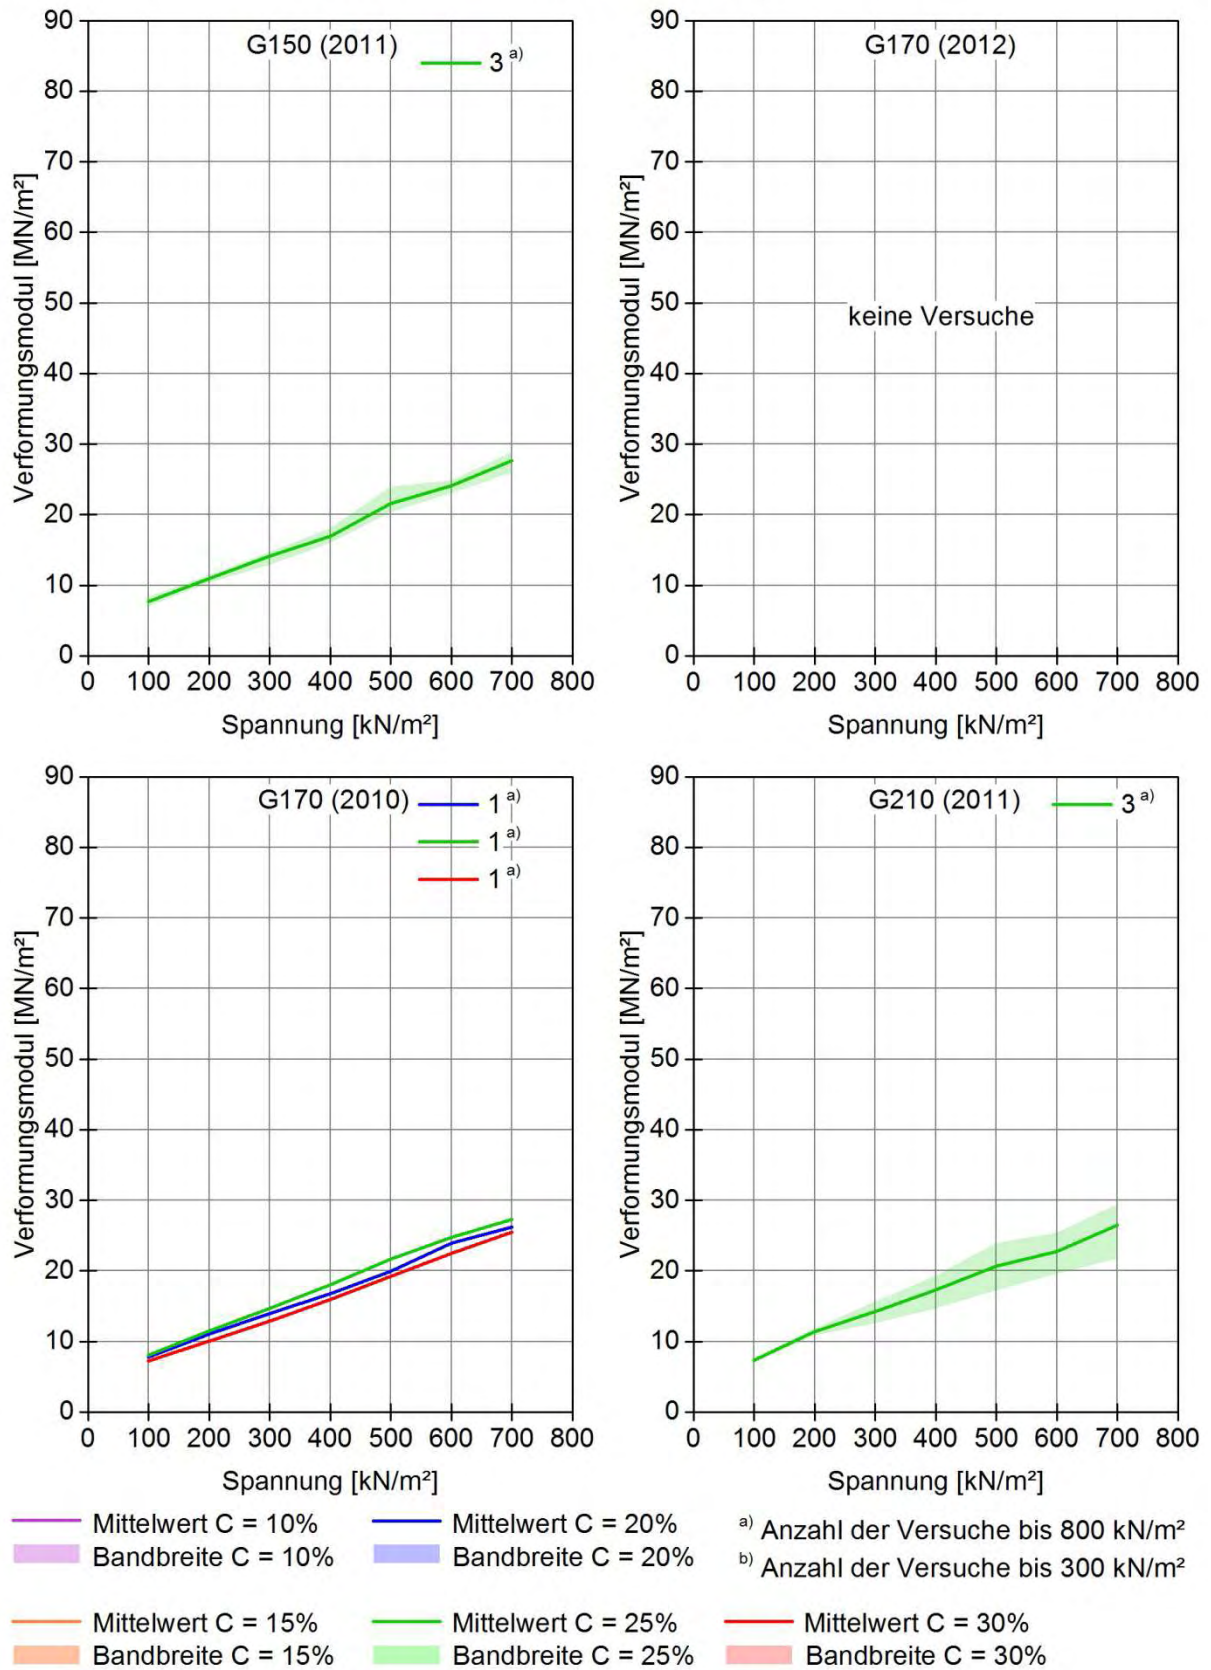 G150 (2011)
3 a)
90
80
70
60
50
40
30
20
10
0
Verformungsmodul [MN/m²]
0 100 200 300 400 500 600 700 800
Spannung [kN/m²]
G170 (2012)
keine Versuche
90
80
70
60
50
40
30
20
10
0
Verformungsmodul [MN/m²]
0 100 200 300 400 500 600 700 800
Spannung [kN/m²]
G170 (2010)
1 a)
1 a)
1 a)
90
80
70
60
50
40
30
20
10
0
Verformungsmodul [MN/m²]
0 100 200 300 400 500 600 700 800
Spannung [kN/m²]
G210 (2011)
3 a)
90
80
70
60
50
40
30
20
10
0
Verformungsmodul [MN/m²]
0 100 200 300 400 500 600 700 800
Spannung [kN/m²]
Mittelwert C = 10%
Bandbreite C = 10%
Mittelwert C = 20%
Bandbreite C = 20%
a) Anzahl der Versuche bis 800 kN/m²
b) Anzahl der Versuche bis 300 kN/m²
Mittelwert C = 15%
Bandbreite C = 15%
Mittelwert C = 25%
Bandbreite C = 25%
Mittelwert C = 30%
Bandbreite C = 30%